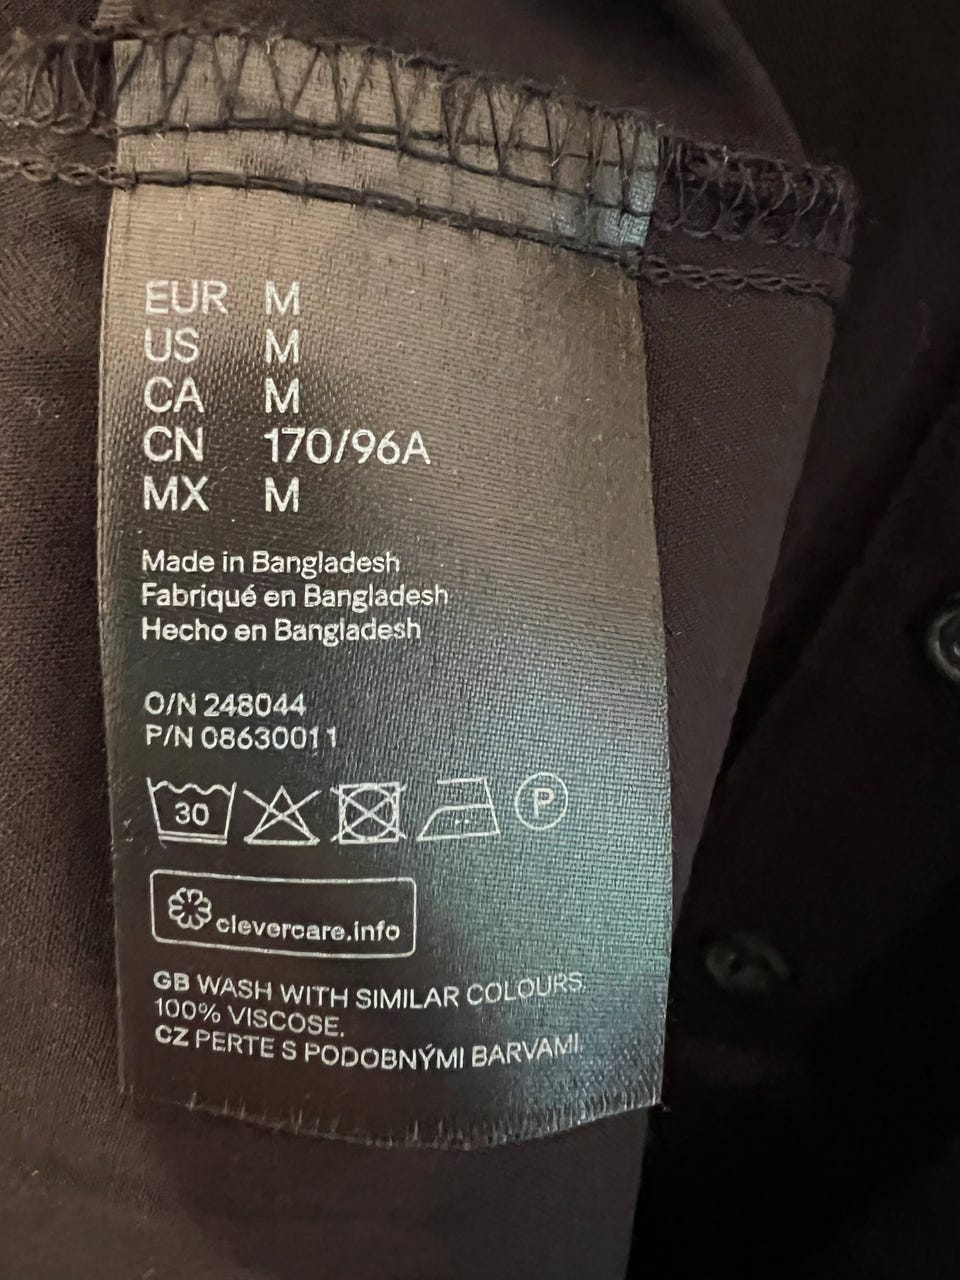 EUR M
US M
CA M
CN 170/96A
MX M
Made in Bangladesh
Fabriqué en Bangladesh
Hecho en Bangladesh
O/N 248044
P/N 08630011
30 P
clevercare.info
GB WASH WITH SIMILAR COLOURS.
100% VISCOSE.
CZ PERTE S PODOBNÝMI BARVAMI.